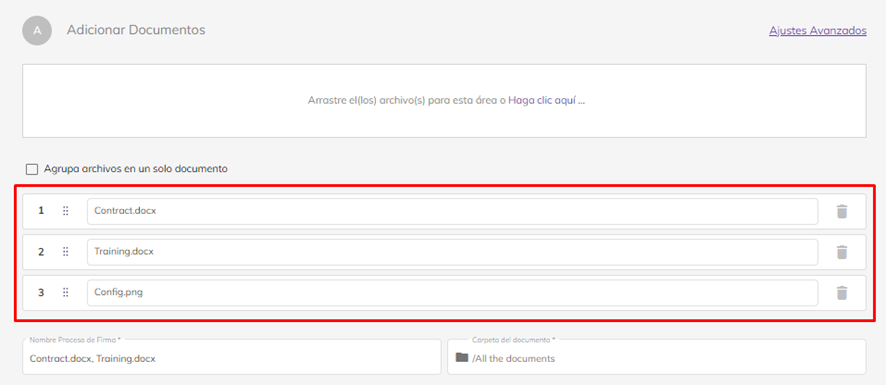 A Adicionar Documentos Ajustes Avanzados
Arrastre el(los) archivo(s) para esta área o Haga clic aquí ...
Agrupa archivos en un solo documento
1 Contract.docx
2 Training.docx
3 Config.png
Nombre Proceso de Firma * Carpeta del documento *
Contract.docx, Training.docx /All the documents